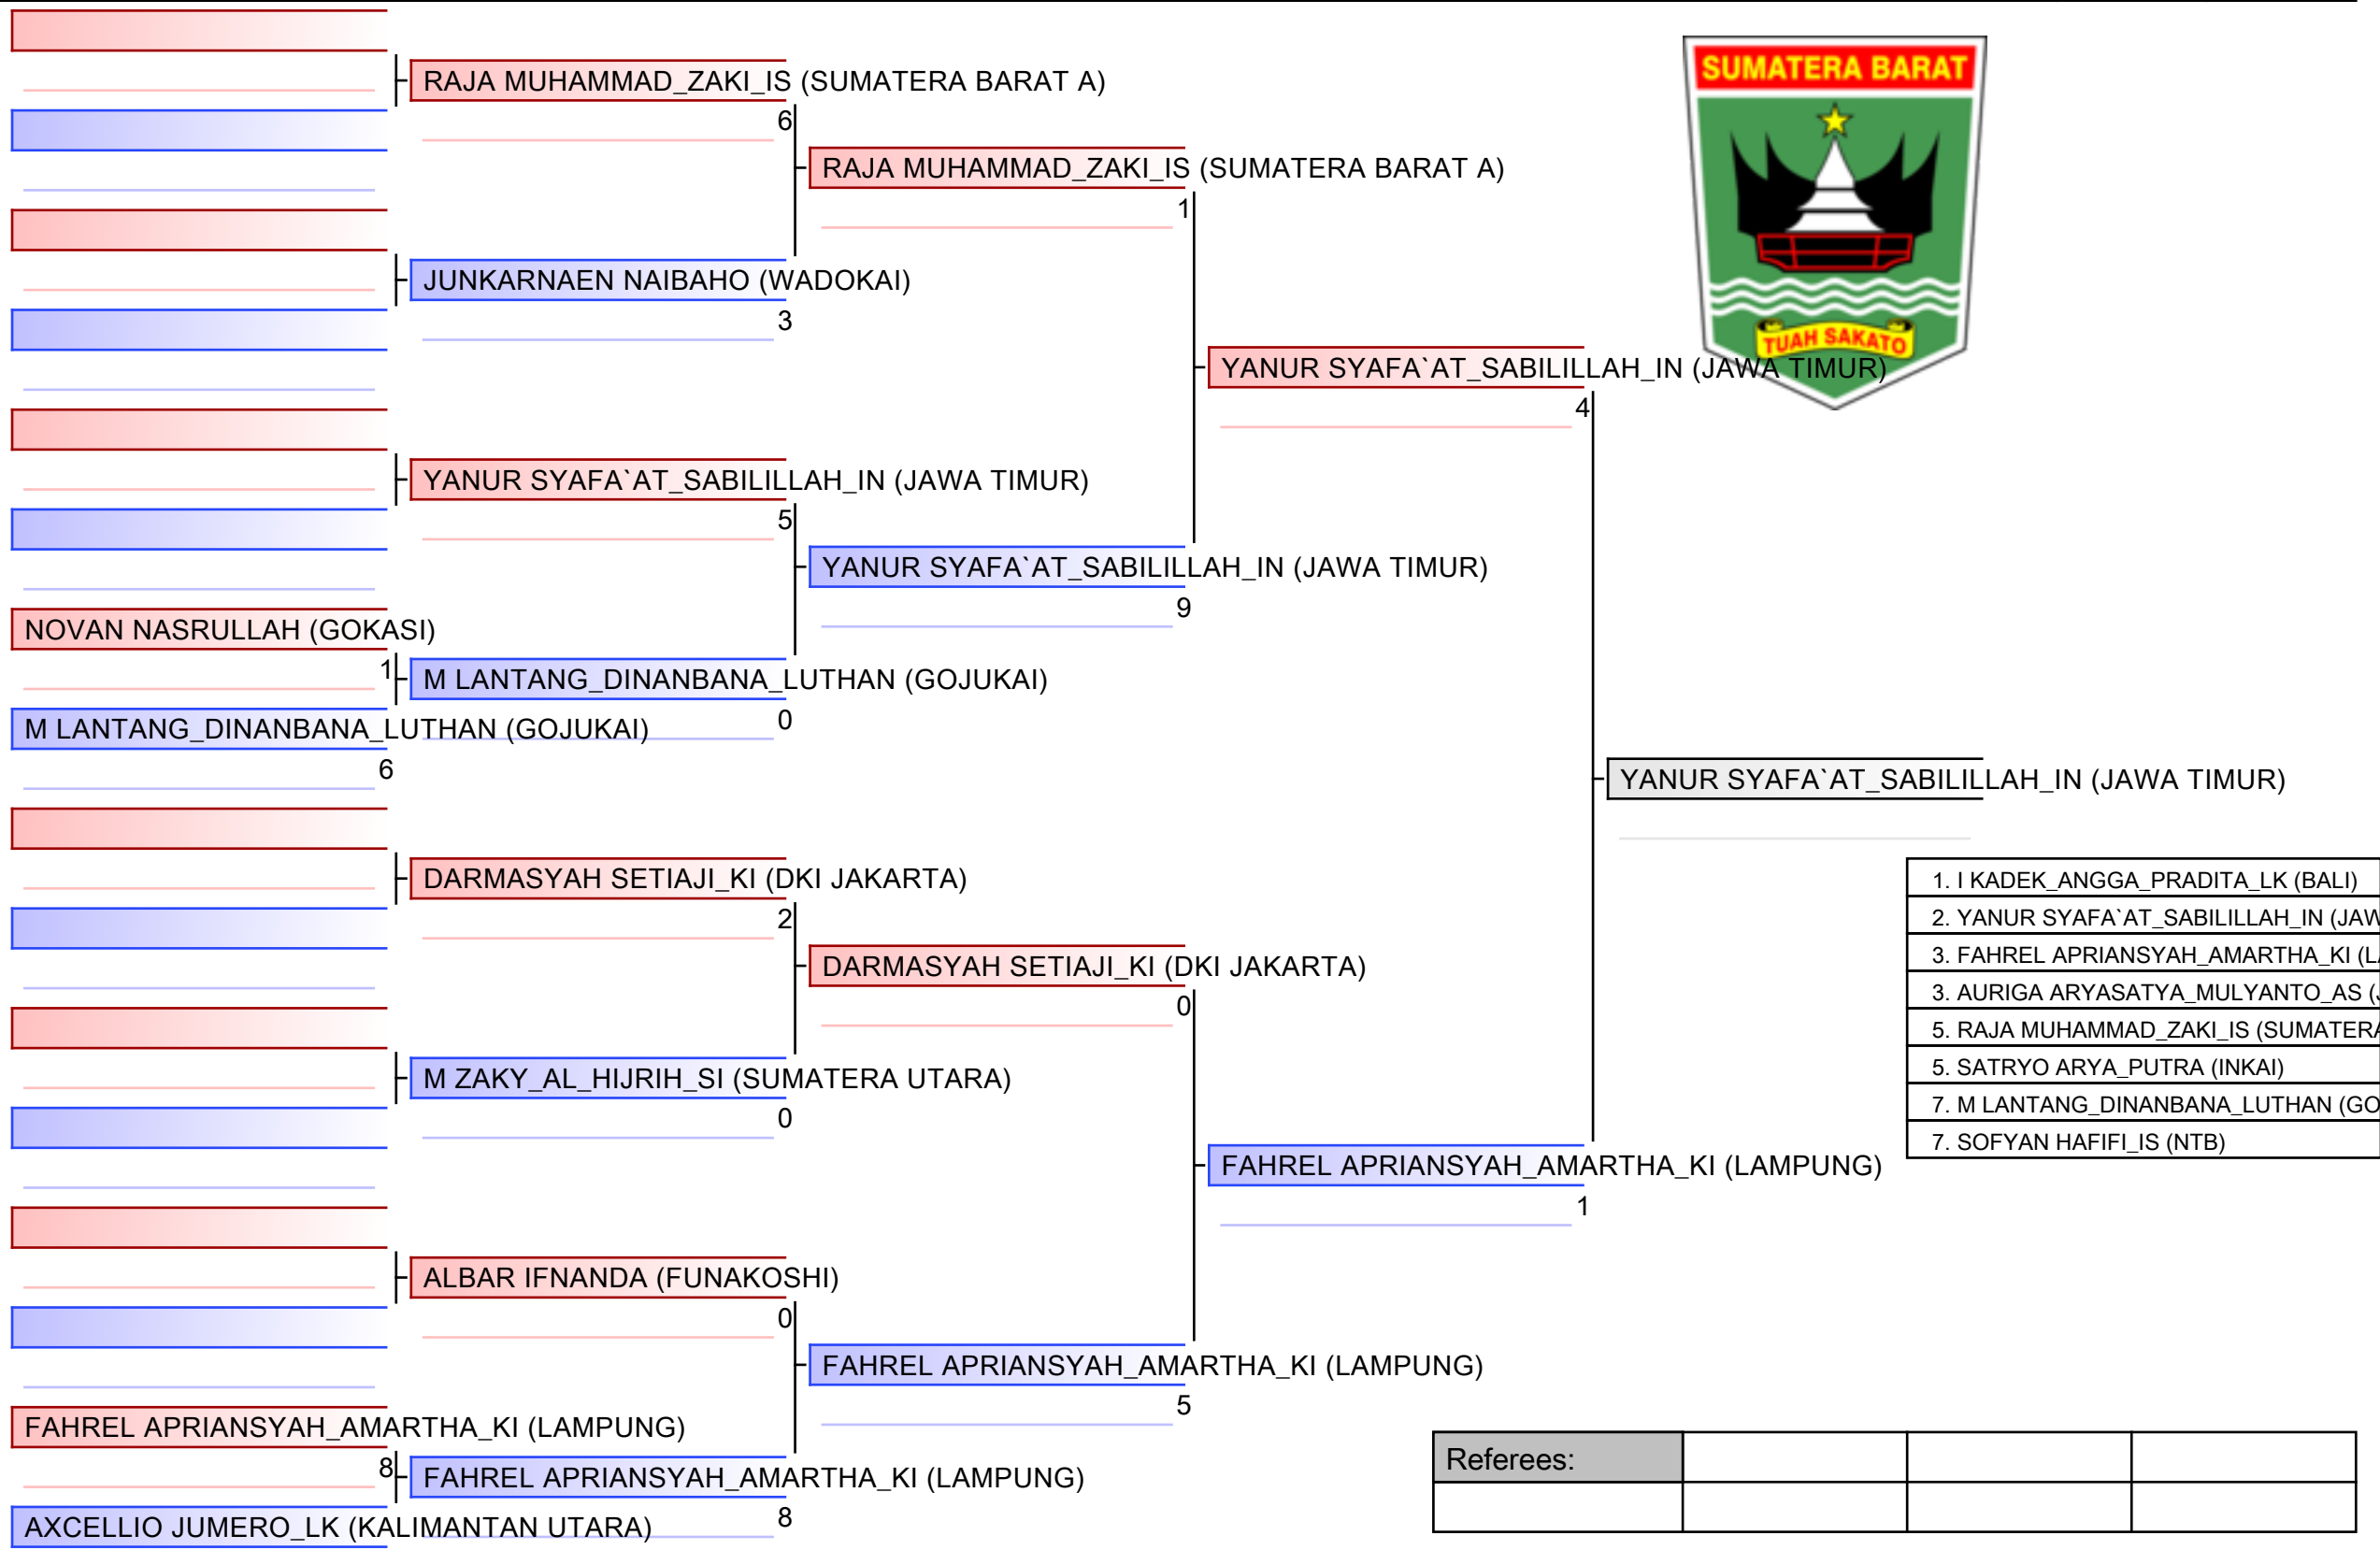 SUMATERA BARAT
TUAH SAKATO
RAJA MUHAMMAD_ZAKI_IS (SUMATERA BARAT A)
6
RAJA MUHAMMAD_ZAKI_IS (SUMATERA BARAT A)
1
JUNKARNAEN NAIBAHO (WADOKAI)
3
YANUR SYAFA`AT_SABILILLAH_IN (JAWA TIMUR)
4
YANUR SYAFA`AT_SABILILLAH_IN (JAWA TIMUR)
5
YANUR SYAFA`AT_SABILILLAH_IN (JAWA TIMUR)
9
NOVAN NASRULLAH (GOKASI)
1
M LANTANG_DINANBANA_LUTHAN (GOJUKAI)
0
M LANTANG_DINANBANA_LUTHAN (GOJUKAI)
6
YANUR SYAFA`AT_SABILILLAH_IN (JAWA TIMUR)
DARMASYAH SETIAJI_KI (DKI JAKARTA)
2
DARMASYAH SETIAJI_KI (DKI JAKARTA)
0
M ZAKY_AL_HIJRIH_SI (SUMATERA UTARA)
0
FAHREL APRIANSYAH_AMARTHA_KI (LAMPUNG)
1
ALBAR IFNANDA (FUNAKOSHI)
0
FAHREL APRIANSYAH_AMARTHA_KI (LAMPUNG)
5
FAHREL APRIANSYAH_AMARTHA_KI (LAMPUNG)
8
FAHREL APRIANSYAH_AMARTHA_KI (LAMPUNG)
8
AXCELLIO JUMERO_LK (KALIMANTAN UTARA)
1. I KADEK_ANGGA_PRADITA_LK (BALI)
2. YANUR SYAFA`AT_SABILILLAH_IN (JAW
3. FAHREL APRIANSYAH_AMARTHA_KI (LA
3. AURIGA ARYASATYA_MULYANTO_AS (J
5. RAJA MUHAMMAD_ZAKI_IS (SUMATERA
5. SATRYO ARYA_PUTRA (INKAI)
7. M LANTANG_DINANBANA_LUTHAN (GO
7. SOFYAN HAFIFI_IS (NTB)
Referees: